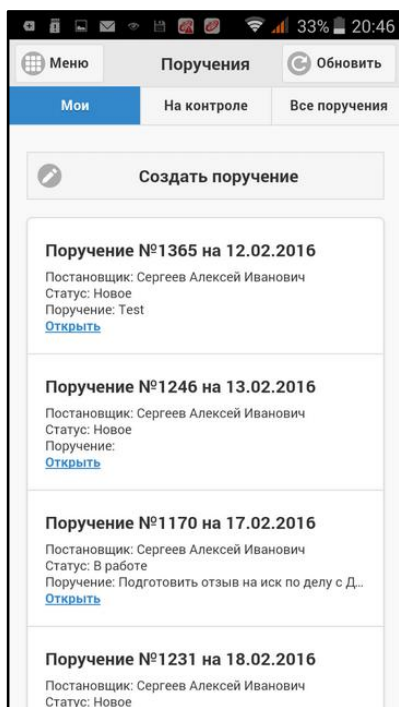 33% 20:46
Меню
Поручения
Обновить
Мои
На контроле
Все поручения
Создать поручение
Поручение №1365 на 12.02.2016
Постановщик: Сергеев Алексей Иванович
Статус: Новое
Поручение: Test
Открыть
Поручение №1246 на 13.02.2016
Постановщик: Сергеев Алексей Иванович
Статус: Новое
Поручение:
Открыть
Поручение №1170 на 17.02.2016
Постановщик: Сергеев Алексей Иванович
Статус: В работе
Поручение: Подготовить отзыв на иск по делу с Д...
Открыть
Поручение №1231 на 18.02.2016
Постановщик: Сергеев Алексей Иванович
Статус: Новое